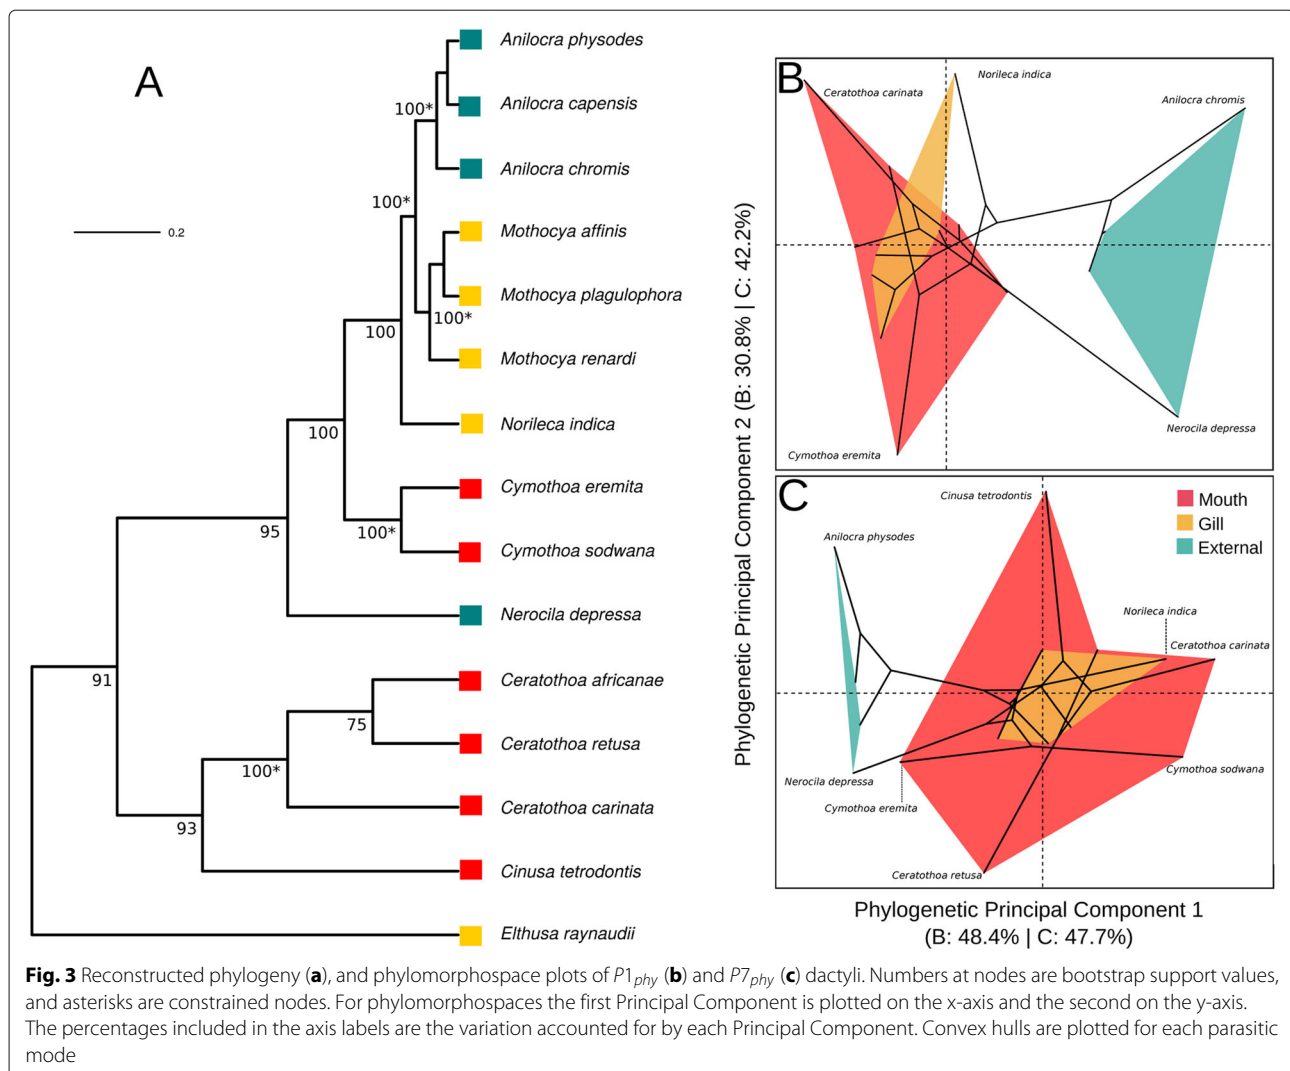 A
Anilocra physodes
Anilocra capensis
100*
Anilocra chromis
100*
Mothocya affinis
0.2
Mothocya plagulophora
100*
100
Mothocya renardi
Norileca indica
100
Cymothoa eremita
100*
95
Cymothoa sodwana
Nerocila depressa
91
Ceratothoa africanae
75
Ceratothoa retusa
100*
Ceratothoa carinata
93
Cinusa tetrodontis
Elthusa raynaudii
B
Norileca indica
Ceratothoa carinata
Anilocra chromis
Nerocila depressa
Cymothoa eremita
Phylogenetic Principal Component 2 (B: 30.8% | C: 42.2%)
C
Cinusa tetrodontis
Mouth
Gill
External
Anilocra physodes
Norileca indica
Ceratothoa carinata
Cymothoa sodwana
Nerocila depressa
Cymothoa eremita
Ceratothoa retusa
Phylogenetic Principal Component 1
(B: 48.4% | C: 47.7%)
Fig. 3 Reconstructed phylogeny (a), and phylomorphospace plots of P1phy (b) and P7phy (c) dactyli. Numbers at nodes are bootstrap support values,
and asterisks are constrained nodes. For phylomorphospaces the first Principal Component is plotted on the x-axis and the second on the y-axis.
The percentages included in the axis labels are the variation accounted for by each Principal Component. Convex hulls are plotted for each parasitic
mode